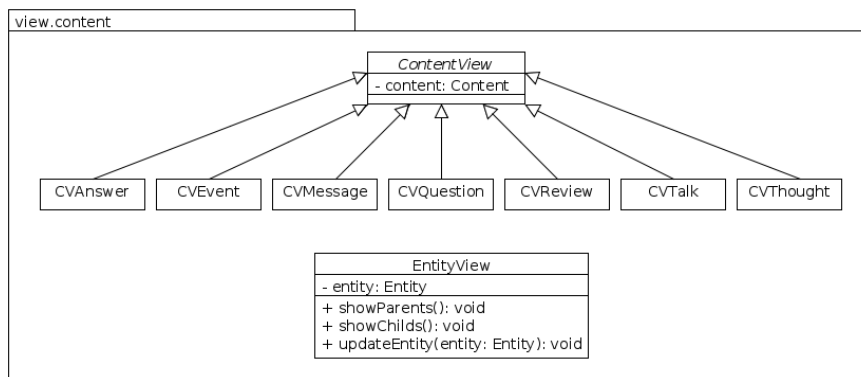 view.content
ContentView
- content: Content
CVAnswer
CVEvent
CVMessage
CVQuestion
CVReview
CVTalk
CVThought
EntityView
- entity: Entity
+ showParents(): void
+ showChilds(): void
+ updateEntity(entity: Entity): void